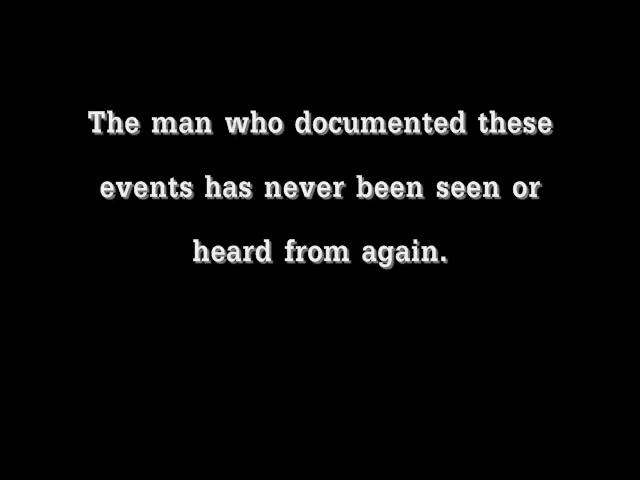 The man who documented these
events has never been seen or
heard from again.